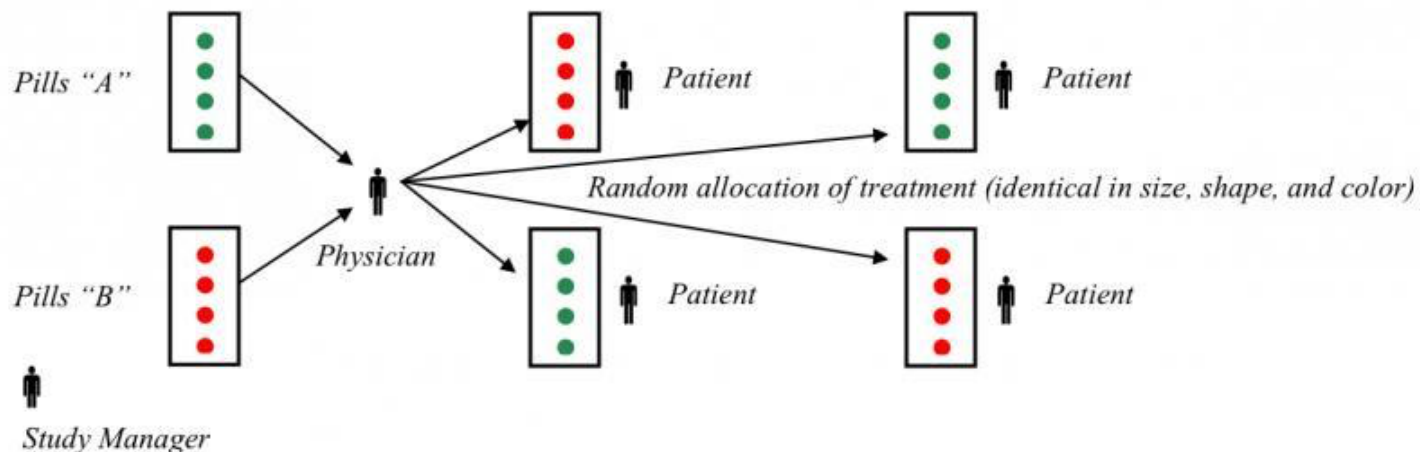 Pills “A”
Patient
Patient
Random allocation of treatment (identical in size, shape, and color)
Physician
Pills “B”
Patient
Patient
Study Manager